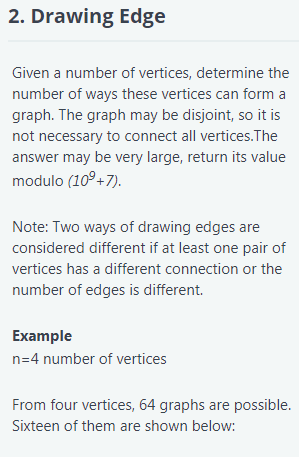 2. Drawing Edge
Given a number of vertices, determine the
number of ways these vertices can form a
graph. The graph may be disjoint, so it is
not necessary to connect all vertices.The
answer may be very large, return its value
modulo (10⁹+7).
Note: Two ways of drawing edges are
considered different if at least one pair of
vertices has a different connection or the
number of edges is different.
Example
n=4 number of vertices
From four vertices, 64 graphs are possible.
Sixteen of them are shown below: